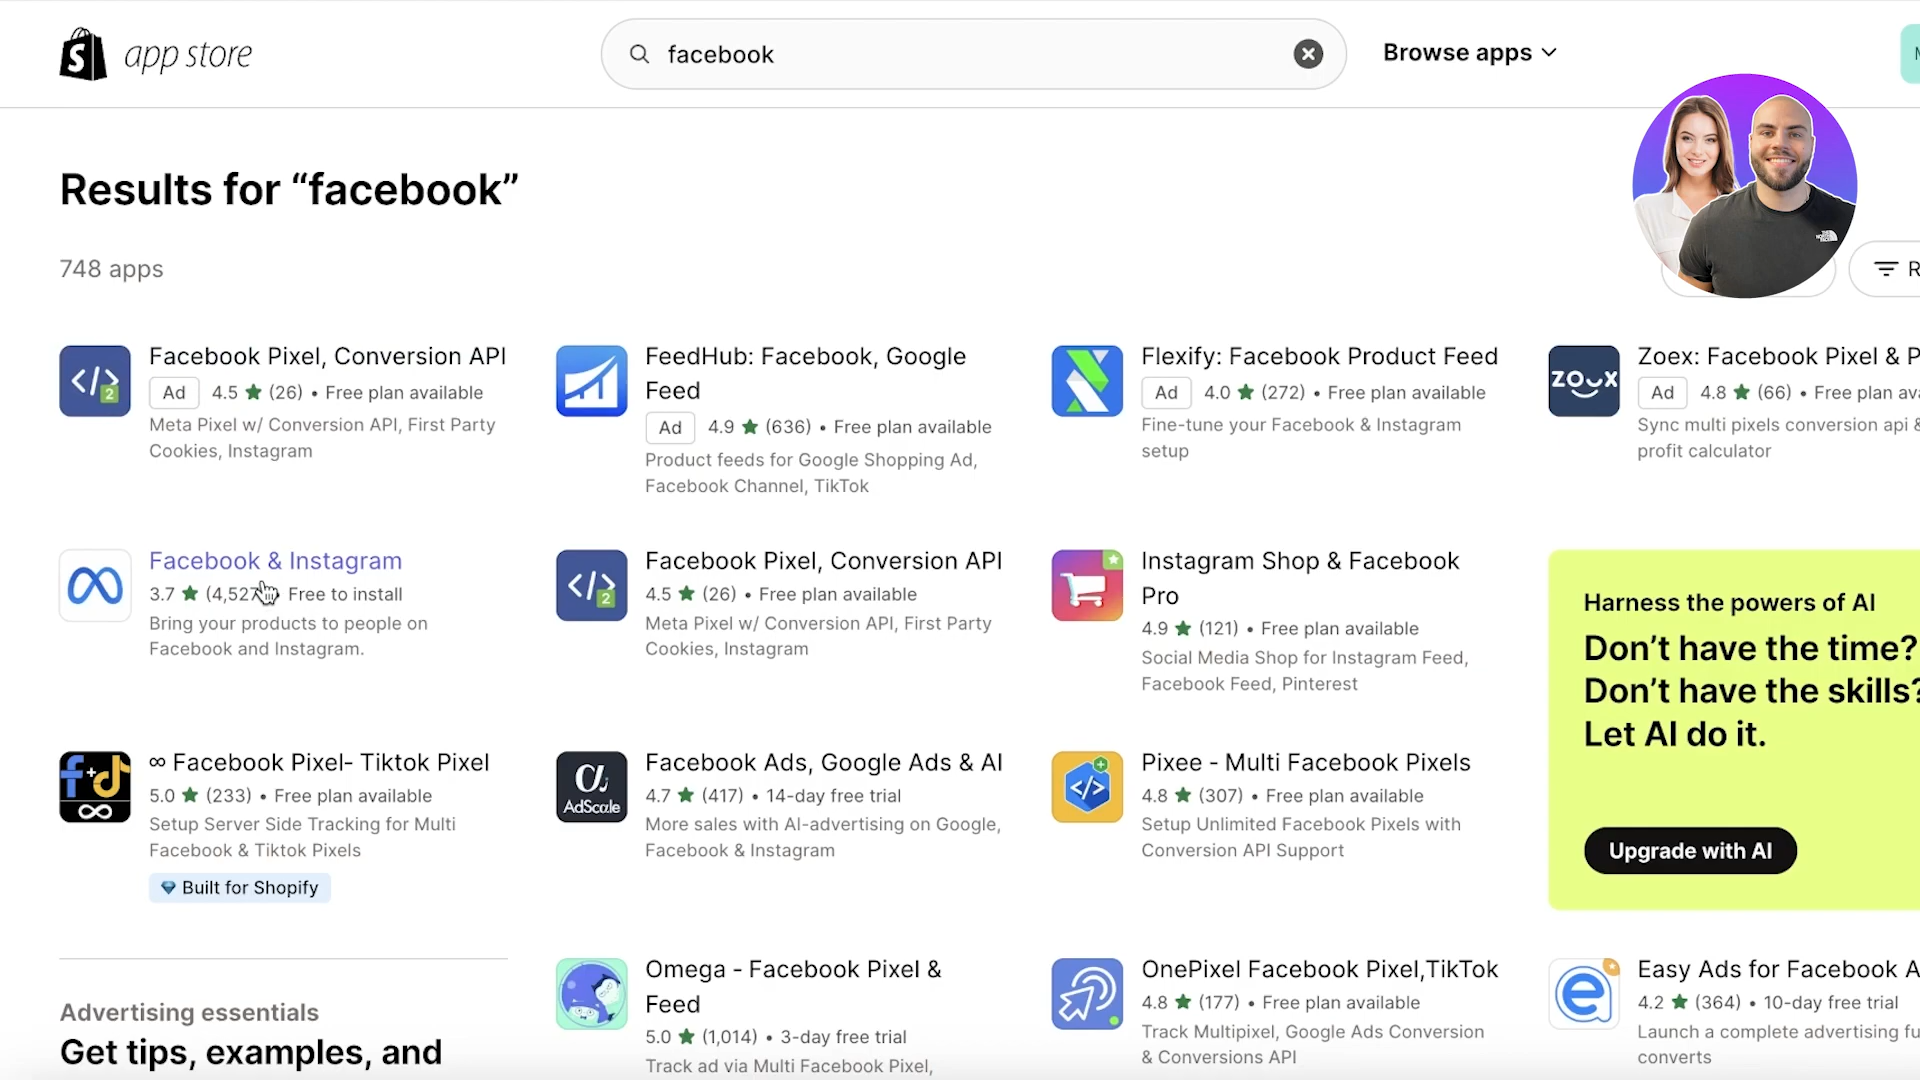 app store
facebook
Browse apps
Results for “facebook”
748 apps
Facebook Pixel, Conversion API
Ad 4.5 ★ (26) • Free plan available
Meta Pixel w/ Conversion API, First Party
Cookies, Instagram
FeedHub: Facebook, Google
Feed
Ad 4.9 ★ (636) • Free plan available
Product feeds for Google Shopping Ad,
Facebook Channel, TikTok
Flexify: Facebook Product Feed
Ad 4.0 ★ (272) • Free plan available
Fine-tune your Facebook & Instagram
setup
ZOX
Zoex: Facebook Pixel & P
Ad 4.8 ★ (66) • Free plan av
Sync multi pixels conversion api &
profit calculator
Facebook & Instagram
3.7 ★ (4,527) Free to install
Bring your products to people on
Facebook and Instagram.
Facebook Pixel, Conversion API
4.5 ★ (26) • Free plan available
Meta Pixel w/ Conversion API, First Party
Cookies, Instagram
Instagram Shop & Facebook
Pro
4.9 ★ (121) • Free plan available
Social Media Shop for Instagram Feed,
Facebook Feed, Pinterest
Harness the powers of AI
Don’t have the time?
Don’t have the skills?
Let AI do it.
Upgrade with AI
∞ Facebook Pixel- Tiktok Pixel
5.0 ★ (233) • Free plan available
Setup Server Side Tracking for Multi
Facebook & Tiktok Pixels
Built for Shopify
AdScale
Facebook Ads, Google Ads & AI
4.7 ★ (417) • 14-day free trial
More sales with AI-advertising on Google,
Facebook & Instagram
Pixee - Multi Facebook Pixels
4.8 ★ (307) • Free plan available
Setup Unlimited Facebook Pixels with
Conversion API Support
Advertising essentials
Get tips, examples, and
Omega - Facebook Pixel &
Feed
5.0 ★ (1,014) • 3-day free trial
Track ad via Multi Facebook Pixel,
OnePixel Facebook Pixel,TikTok
4.8 ★ (177) • Free plan available
Track Multipixel, Google Ads Conversion
& Conversions API
Easy Ads for Facebook A
4.2 ★ (364) • 10-day free trial
Launch a complete advertising fu
converts